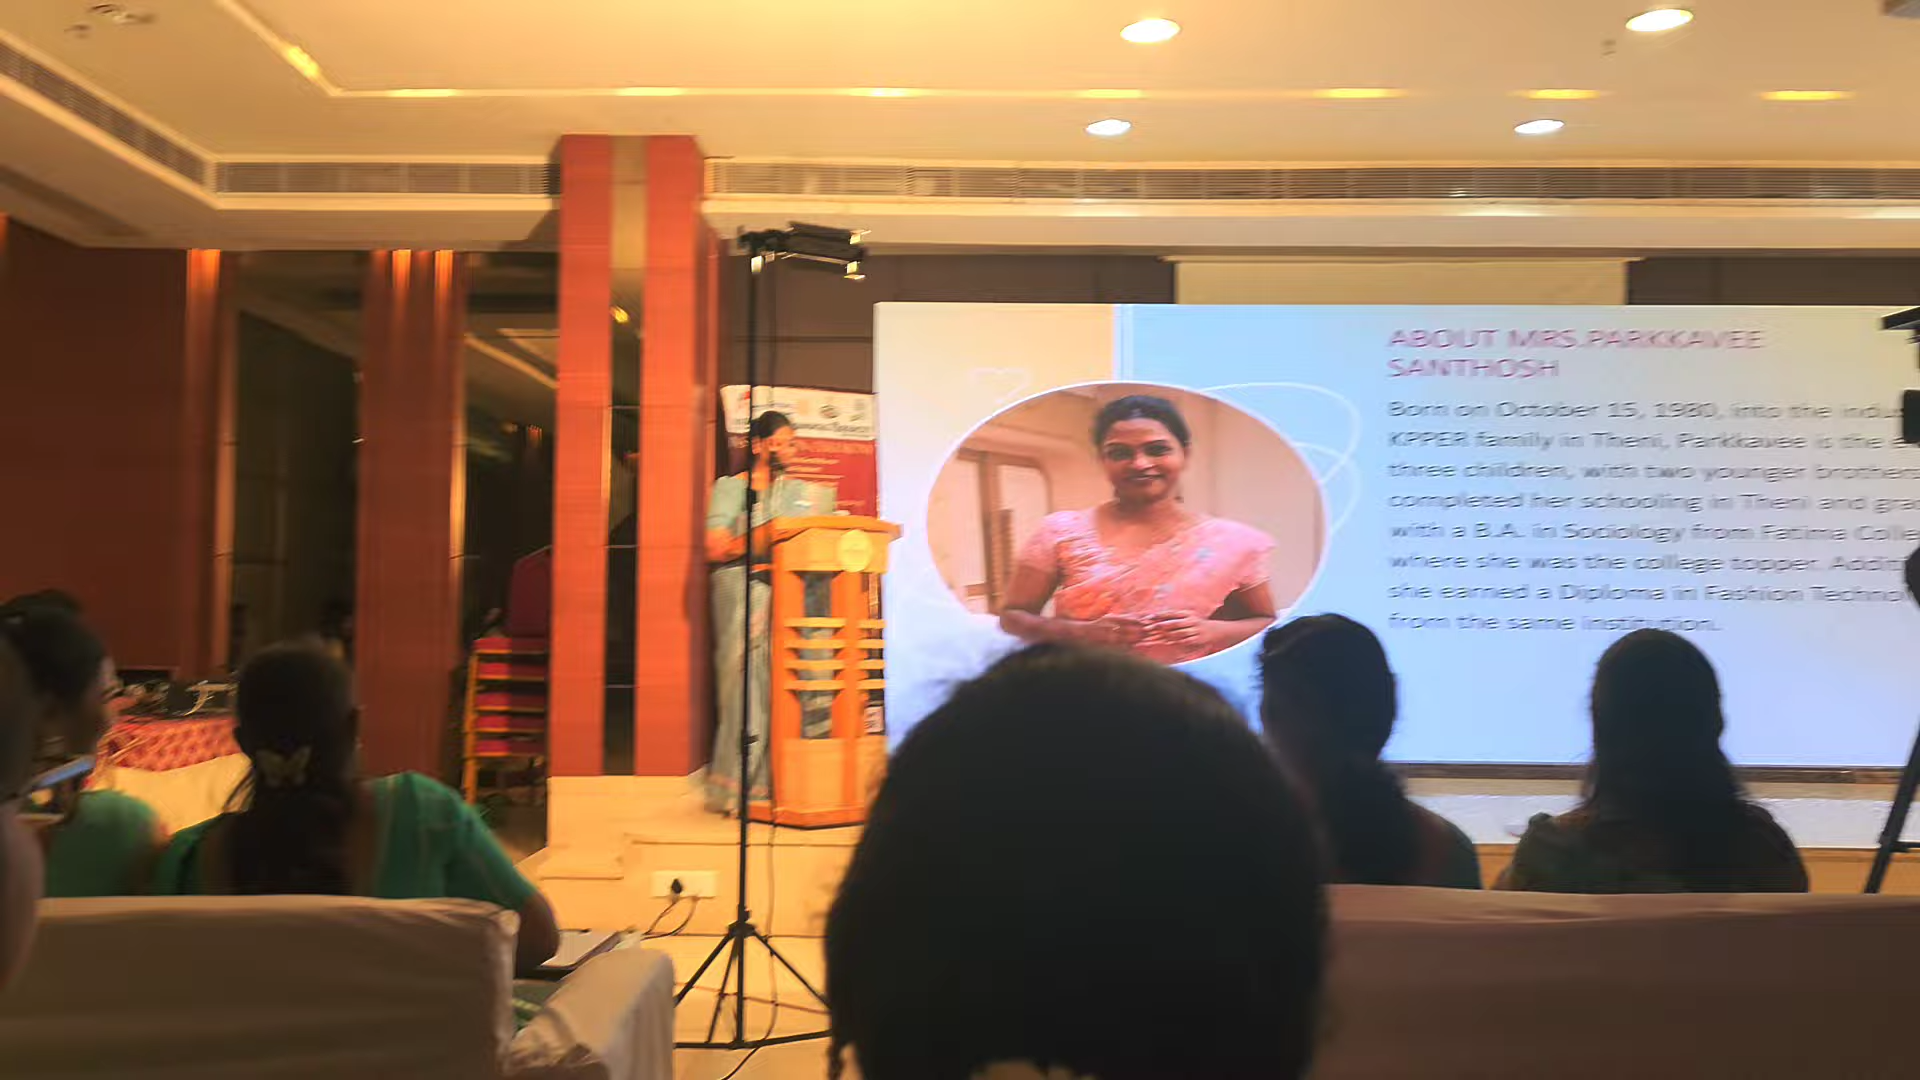 ABOUT MRS.PARKKAVEE
SANTHOSH
Born on October 15, 1980, into the
KPPER family in Theni, Parkkavee is the
three children, with two younger brothers
completed her schooling in Theni and
with a B.A. in Sociology from Fatima
where she was the college topper.
she earned a Diploma in Fashion
from the same institution.